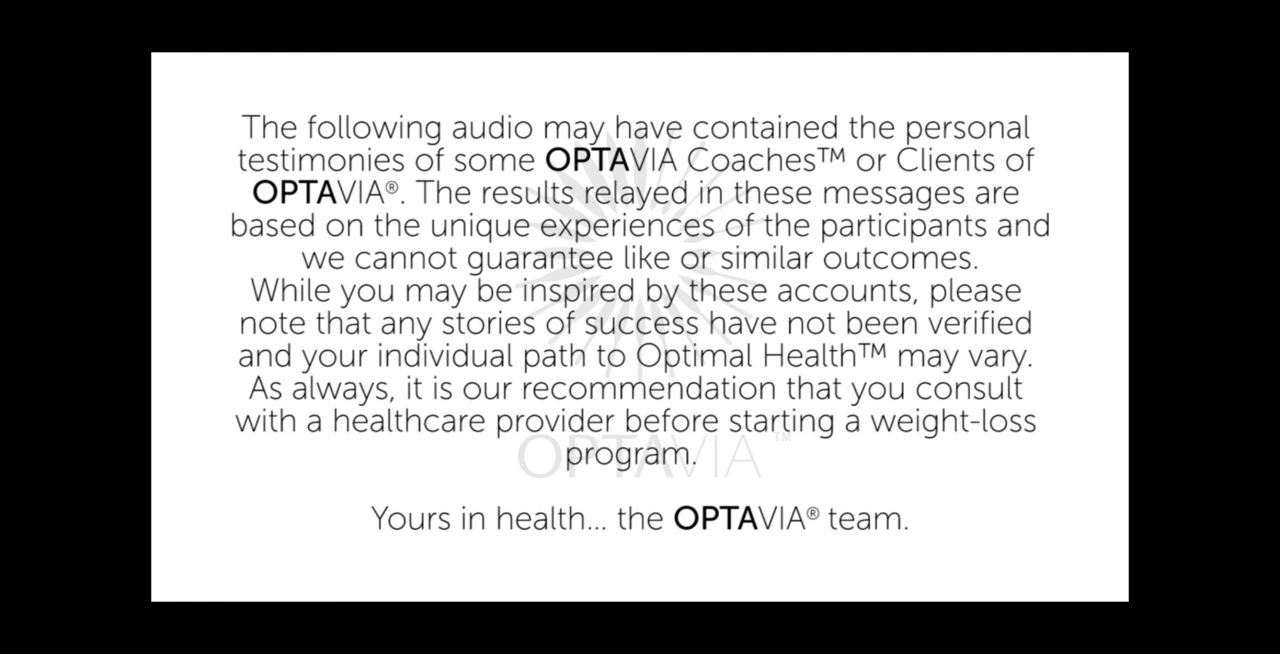 The following audio may have contained the personal
testimonies of some OPTAVIA Coaches™ or Clients of
OPTAVIA®. The results relayed in these messages are
based on the unique experiences of the participants and
we cannot guarantee like or similar outcomes.
While you may be inspired by these accounts, please
note that any stories of success have not been verified
and your individual path to Optimal Health™ may vary.
As always, it is our recommendation that you consult
with a healthcare provider before starting a weight-loss
OPTAVIA™
program.
Yours in health... the OPTAVIA® team.